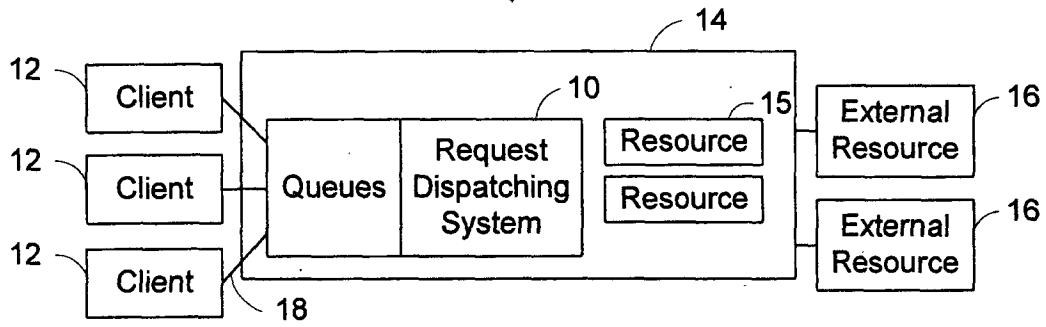 14
12
Client
10
15
External
Resource
16
Resource
12
Client
Queues
Request
Dispatching
System
Resource
12
Client
18
External
Resource
16